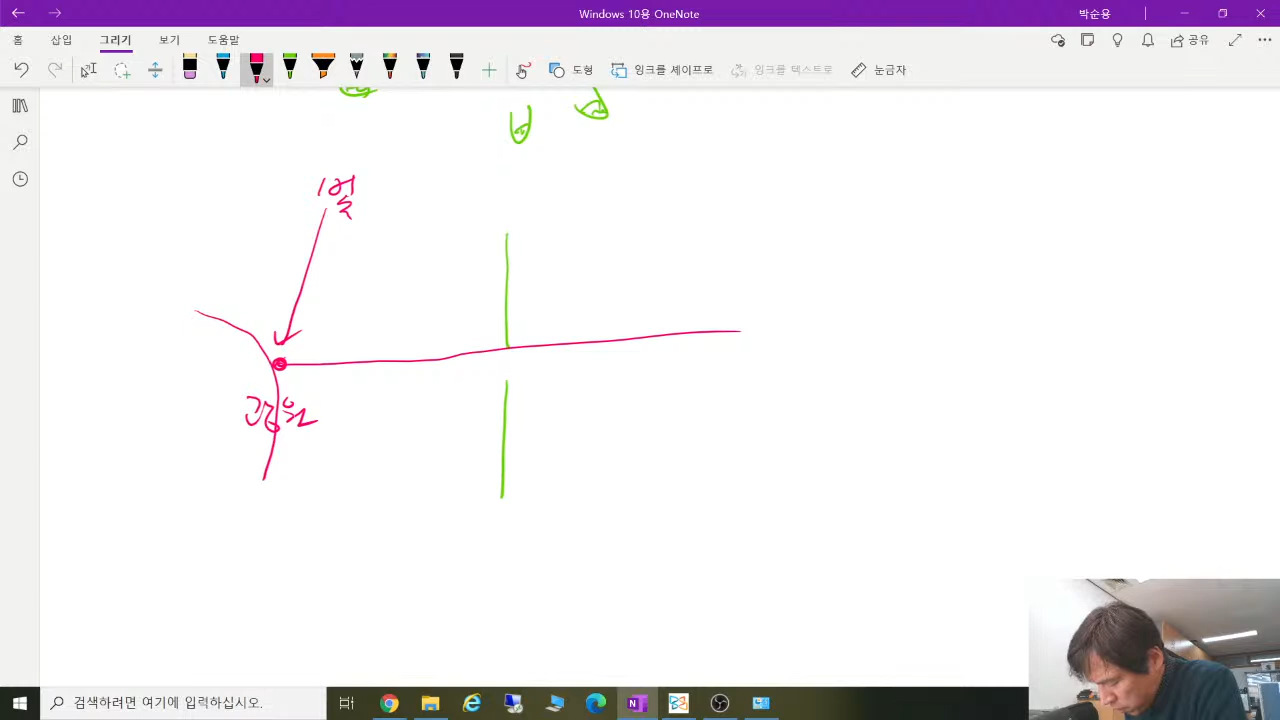 Windows 10용 OneNote
박순용
홈 삽입 그리기 보기 도움말
공유
도형 잉크를 셰이프로 잉크를 텍스트로 눈금자
광원
검색하려면 여기에 입력하십시오.